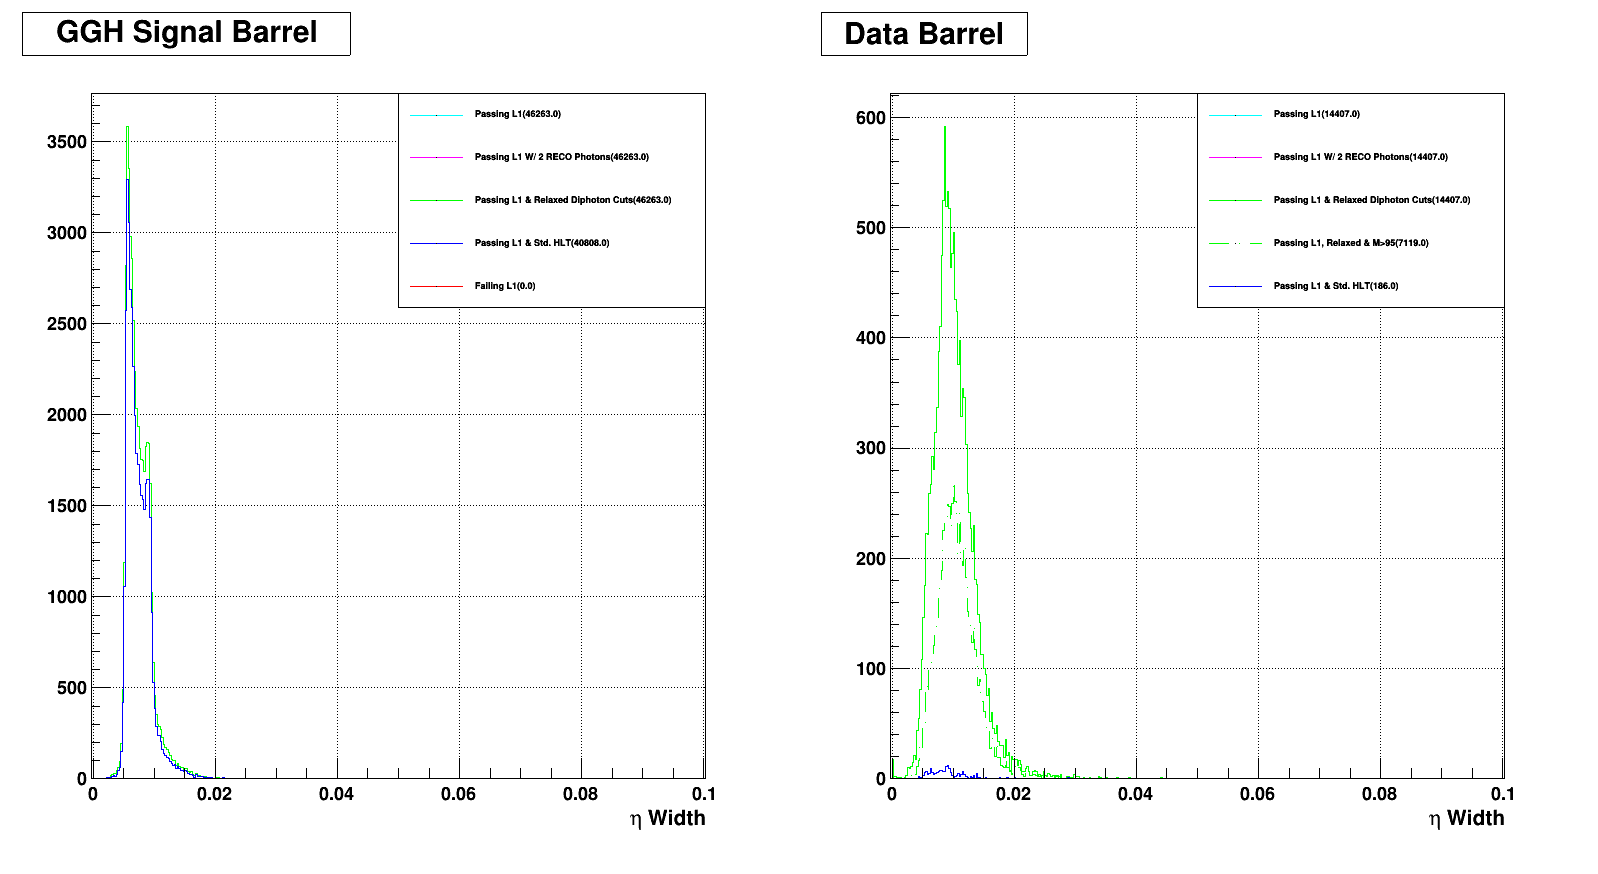 GGH Signal Barrel
3500
3000
2500
2000
1500
1000
500
0
Passing L1(46263.0)
Passing L1 W/ 2 RECO Photons(46263.0)
Passing L1 & Relaxed Diphoton Cuts(46263.0)
Passing L1 & Std. HLT(40808.0)
Failing L1(0.0)
0 0.02 0.04 0.06 0.08 0.1
η Width
Data Barrel
600
500
400
300
200
100
0
Passing L1(14407.0)
Passing L1 W/ 2 RECO Photons(14407.0)
Passing L1 & Relaxed Diphoton Cuts(14407.0)
Passing L1, Relaxed & M>95(7119.0)
Passing L1 & Std. HLT(186.0)
0 0.02 0.04 0.06 0.08 0.1
η Width